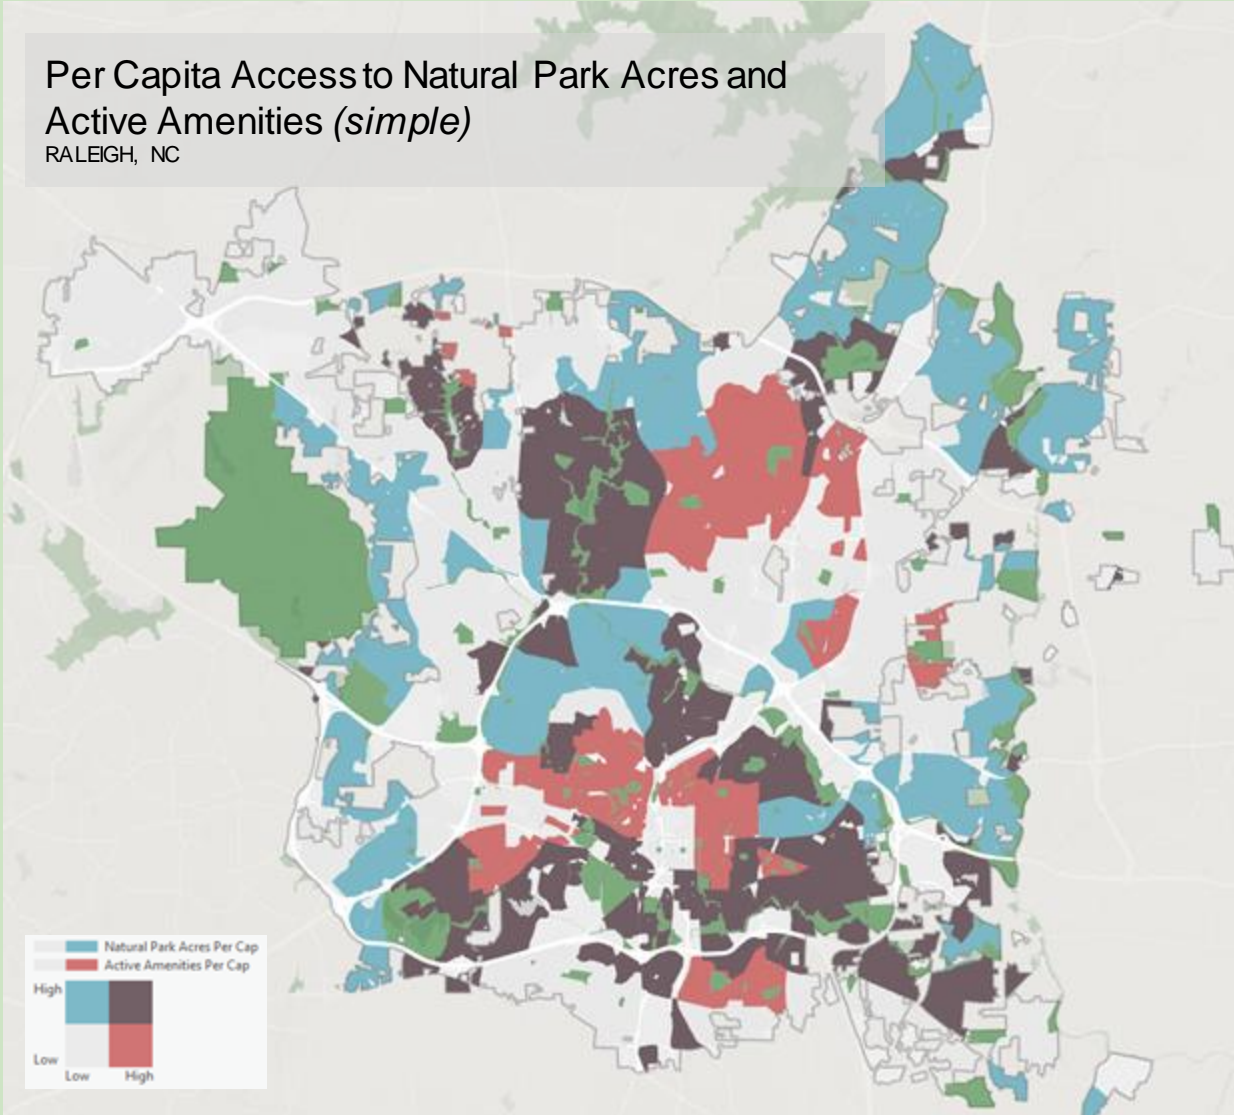 Per Capita Access to Natural Park Acres and
Active Amenities (simple)
RALEIGH, NC
Natural Park Acres Per Cap
Active Amenities Per Cap
High
Low
Low High